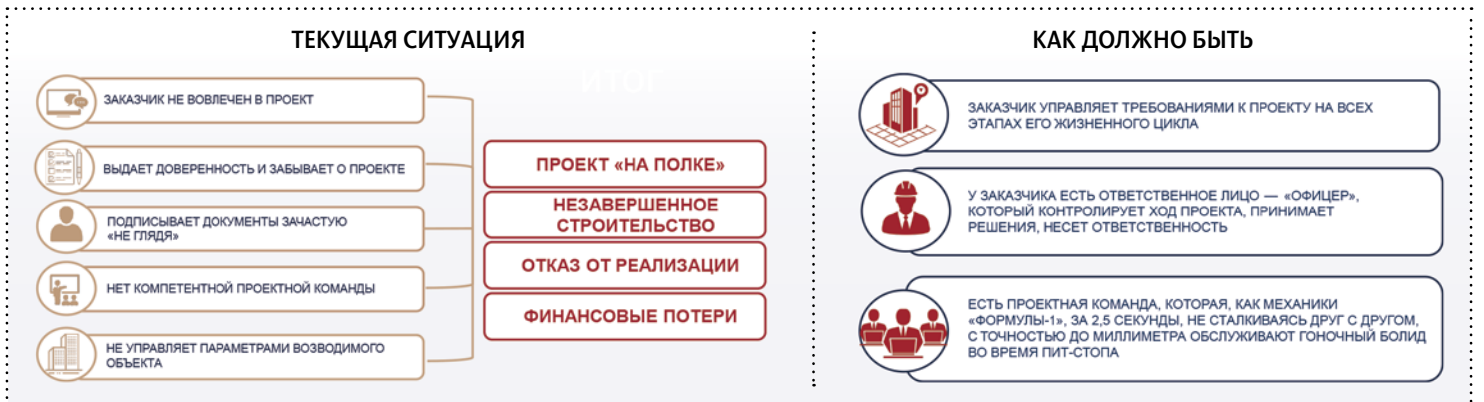 ТЕКУЩАЯ СИТУАЦИЯ
ИТОГ
ЗАКАЗЧИК НЕ ВОВЛЕЧЕН В ПРОЕКТ
ВЫДАЕТ ДОВЕРЕННОСТЬ И ЗАБЫВАЕТ О ПРОЕКТЕ
ПОДПИСЫВАЕТ ДОКУМЕНТЫ ЗАЧАСТУЮ
«НЕ ГЛЯДЯ»
НЕТ КОМПЕТЕНТНОЙ ПРОЕКТНОЙ КОМАНДЫ
НЕ УПРАВЛЯЕТ ПАРАМЕТРАМИ ВОЗВОДИМОГО
ОБЪЕКТА
ПРОЕКТ «НА ПОЛКЕ»
НЕЗАВЕРШЕННОЕ
СТРОИТЕЛЬСТВО
ОТКАЗ ОТ РЕАЛИЗАЦИИ
ФИНАНСОВЫЕ ПОТЕРИ
КАК ДОЛЖНО БЫТЬ
ЗАКАЗЧИК УПРАВЛЯЕТ ТРЕБОВАНИЯМИ К ПРОЕКТУ НА ВСЕХ
ЭТАПАХ ЕГО ЖИЗНЕННОГО ЦИКЛА
У ЗАКАЗЧИКА ЕСТЬ ОТВЕТСТВЕННОЕ ЛИЦО — «ОФИЦЕР»,
КОТОРЫЙ КОНТРОЛИРУЕТ ХОД ПРОЕКТА, ПРИНИМАЕТ
РЕШЕНИЯ, НЕСЕТ ОТВЕТСТВЕННОСТЬ
ЕСТЬ ПРОЕКТНАЯ КОМАНДА, КОТОРАЯ, КАК МЕХАНИКИ
«ФОРМУЛЫ-1», ЗА 2,5 СЕКУНДЫ, НЕ СТАЛКИВАЯСЬ ДРУГ С ДРУГОМ,
С ТОЧНОСТЬЮ ДО МИЛЛИМЕТРА ОБСЛУЖИВАЮТ ГОНОЧНЫЙ БОЛИД
ВО ВРЕМЯ ПИТ-СТОПА